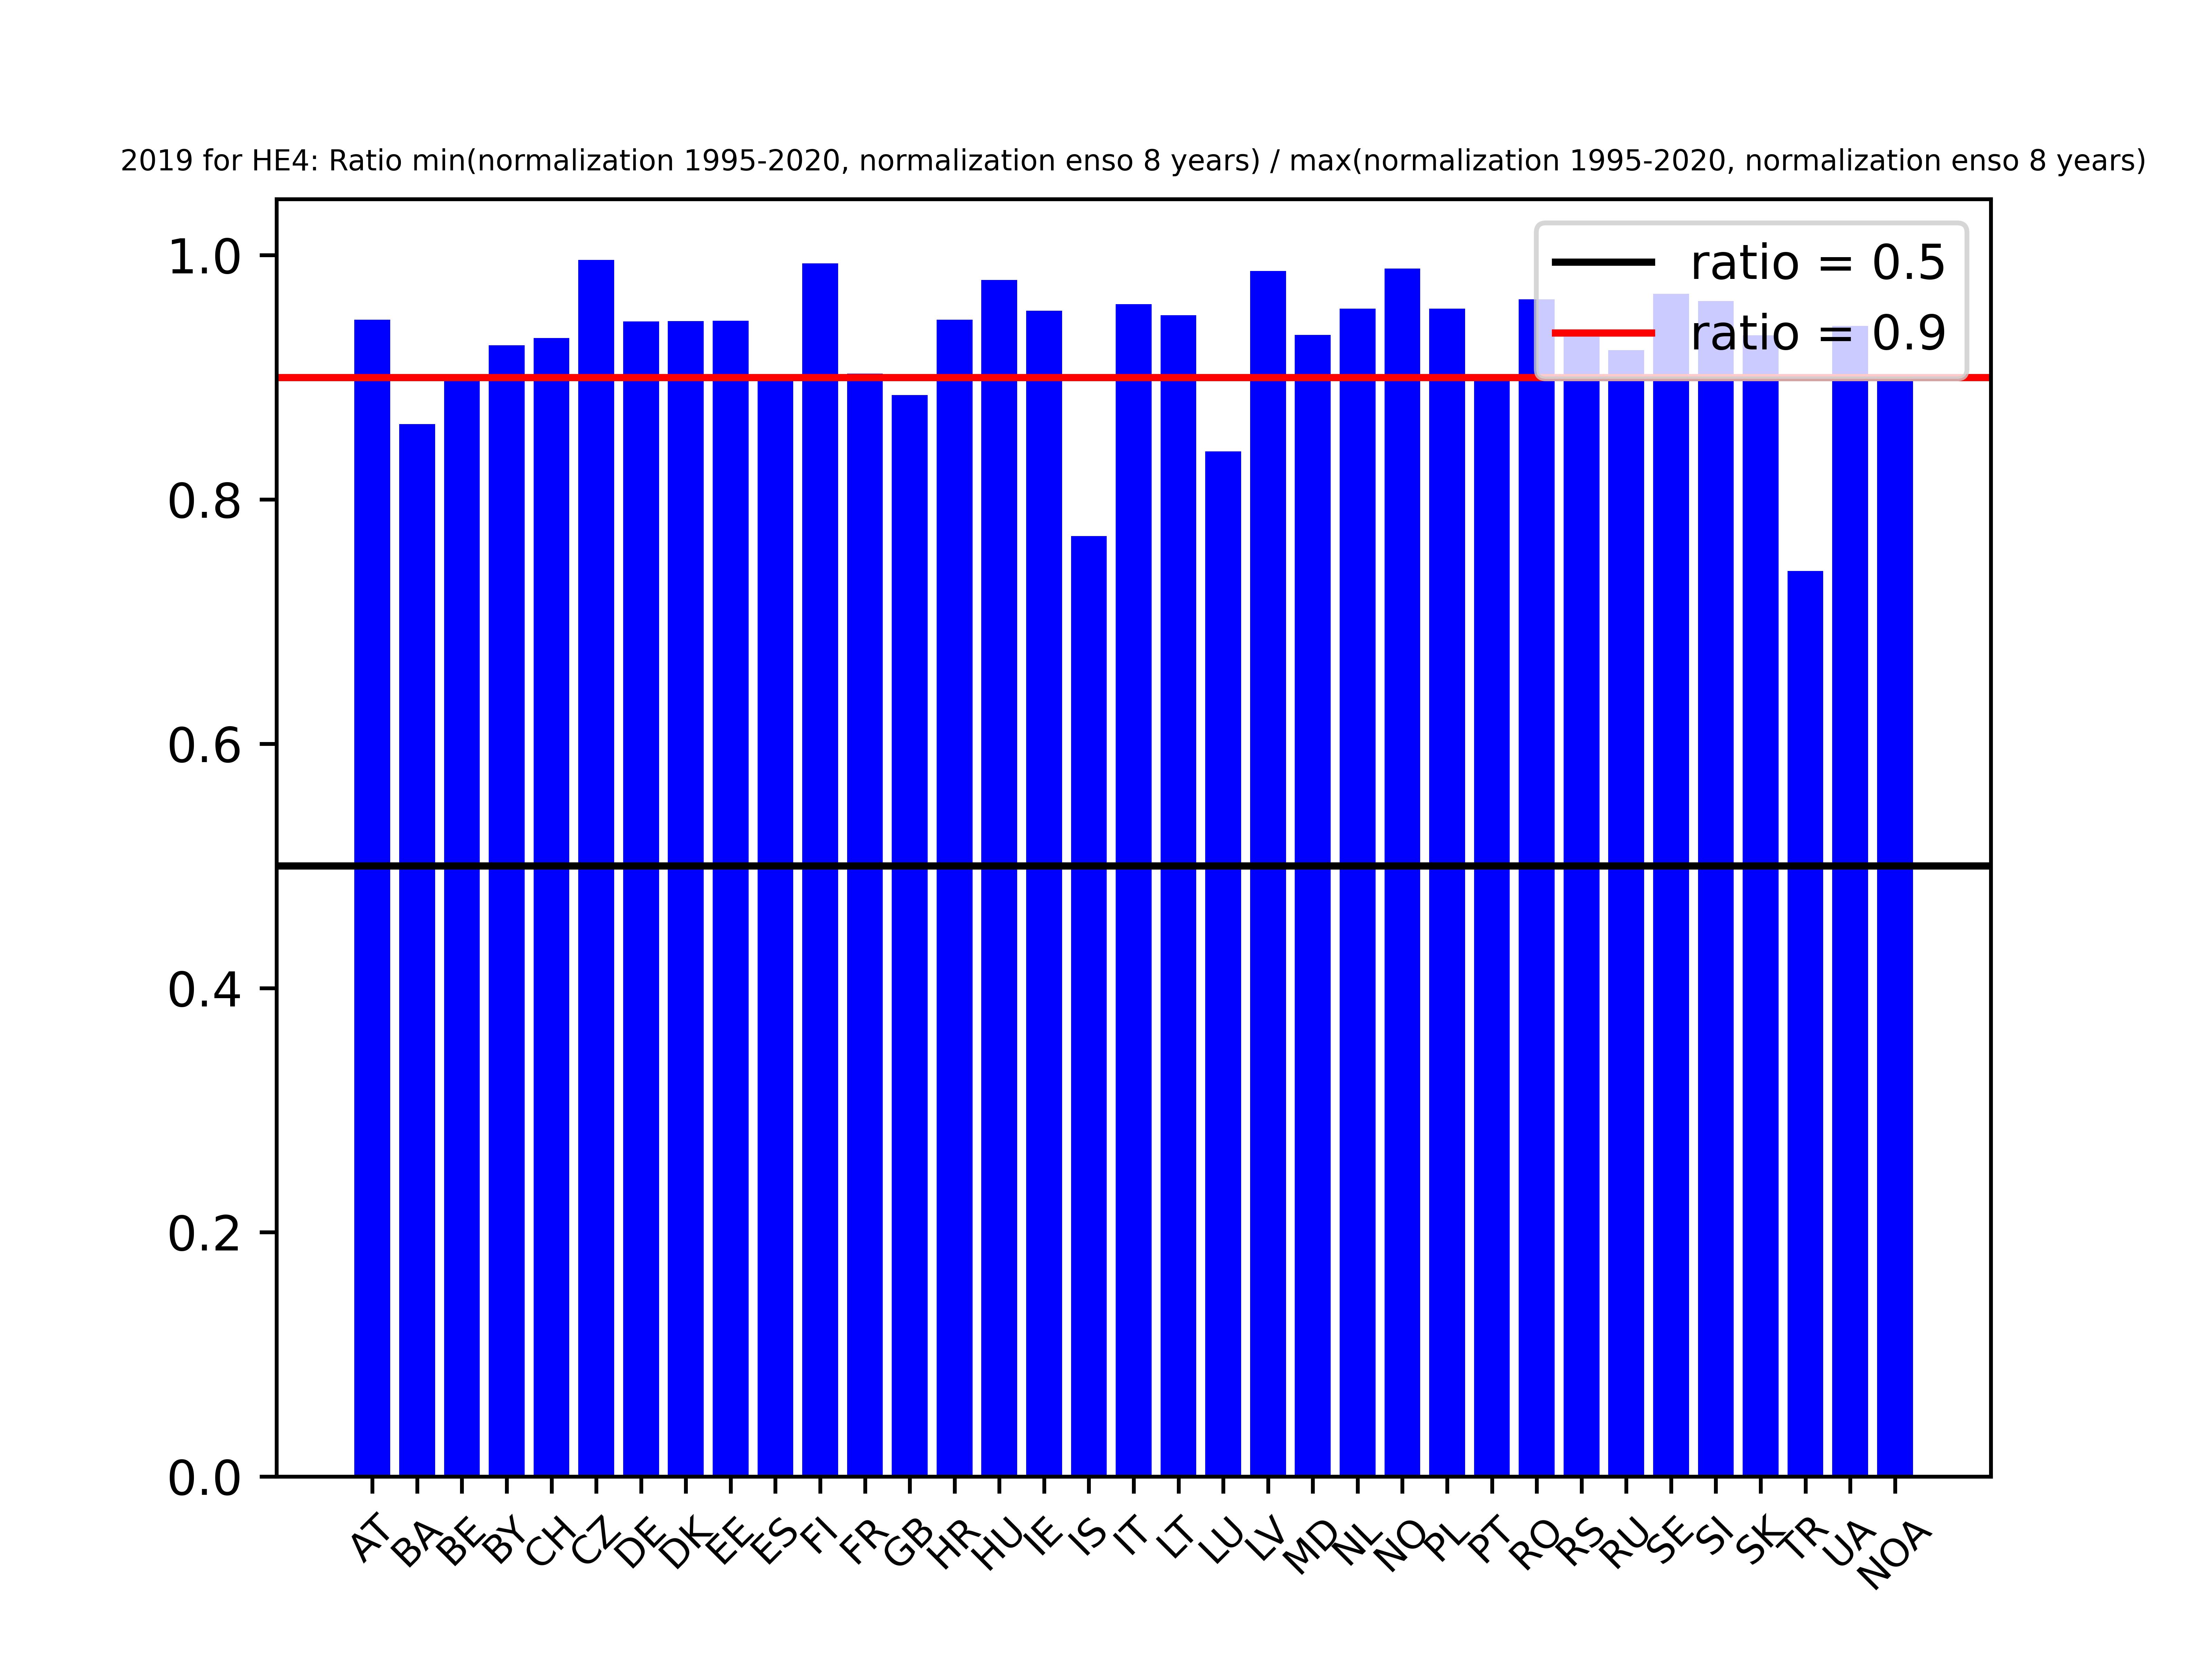 2019 for HE4: Ratio min(normalization 1995-2020, normalization enso 8 years) / max(normalization 1995-2020, normalization enso 8 years)
ratio = 0.5
ratio = 0.9
1.0
0.8
0.6
0.4
0.2
0.0
AT BA BE BY CH CZ DE DK EE ES FI FR GB HR HU IE IS IT LT LU LV MD NL NO PL PT RO RS RU SE SI SK TR UA NOA